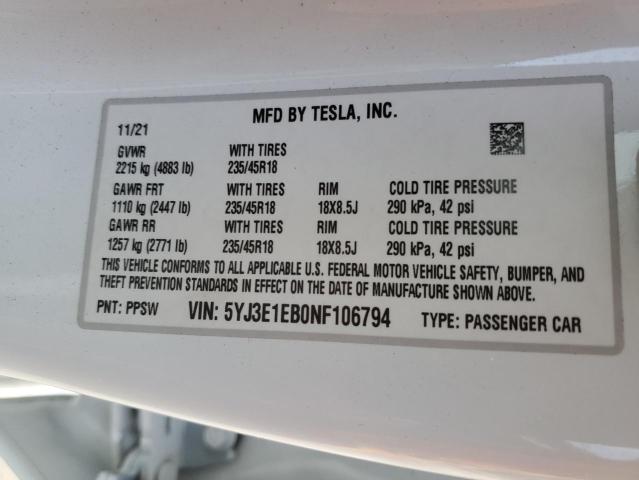 MFD BY TESLA, INC.
11/21
GVWR WITH TIRES
2215 kg (4883 lb) 235/45R18
GAWR FRT WITH TIRES RIM COLD TIRE PRESSURE
1110 kg (2447 lb) 235/45R18 18X8.5J 290 kPa, 42 psi
GAWR RR WITH TIRES RIM COLD TIRE PRESSURE
1257 kg (2771 lb) 235/45R18 18X8.5J 290 kPa, 42 psi
THIS VEHICLE CONFORMS TO ALL APPLICABLE U.S. FEDERAL MOTOR VEHICLE SAFETY, BUMPER, AND
THEFT PREVENTION STANDARDS IN EFFECT ON THE DATE OF MANUFACTURE SHOWN ABOVE.
PNT: PPSW VIN: 5YJ3E1EB0NF106794 TYPE: PASSENGER CAR